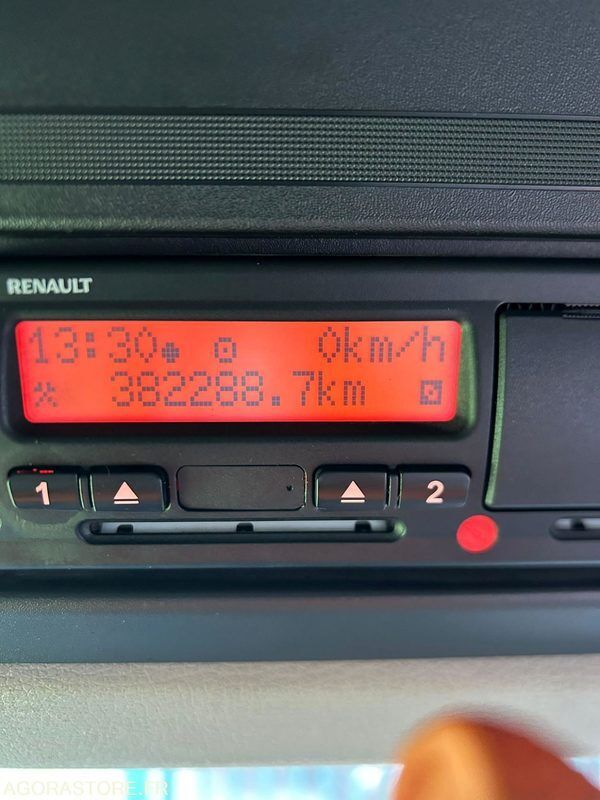 RENAULT
13:30 0km/h
382288.7km
1 2
AGORASTORE.FR